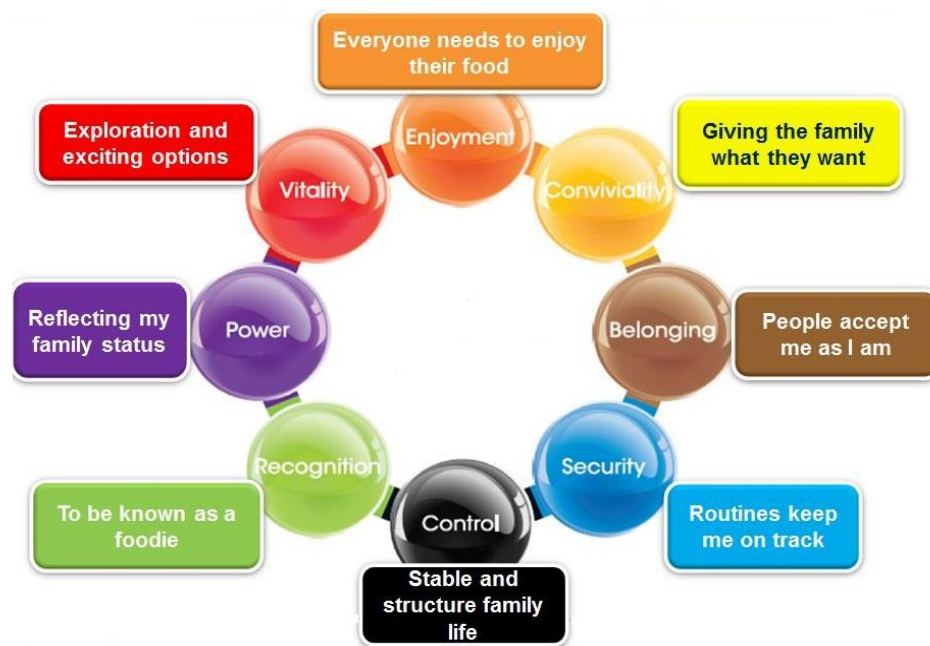 Everyone needs to enjoy
their food
Enjoyment
Giving the family
what they want
Conviviality
People accept
me as I am
Belonging
Routines keep
me on track
Security
Control
Stable and
structure family
life
Recognition
To be known as a
foodie
Power
Reflecting my
family status
Vitality
Exploration and
exciting options